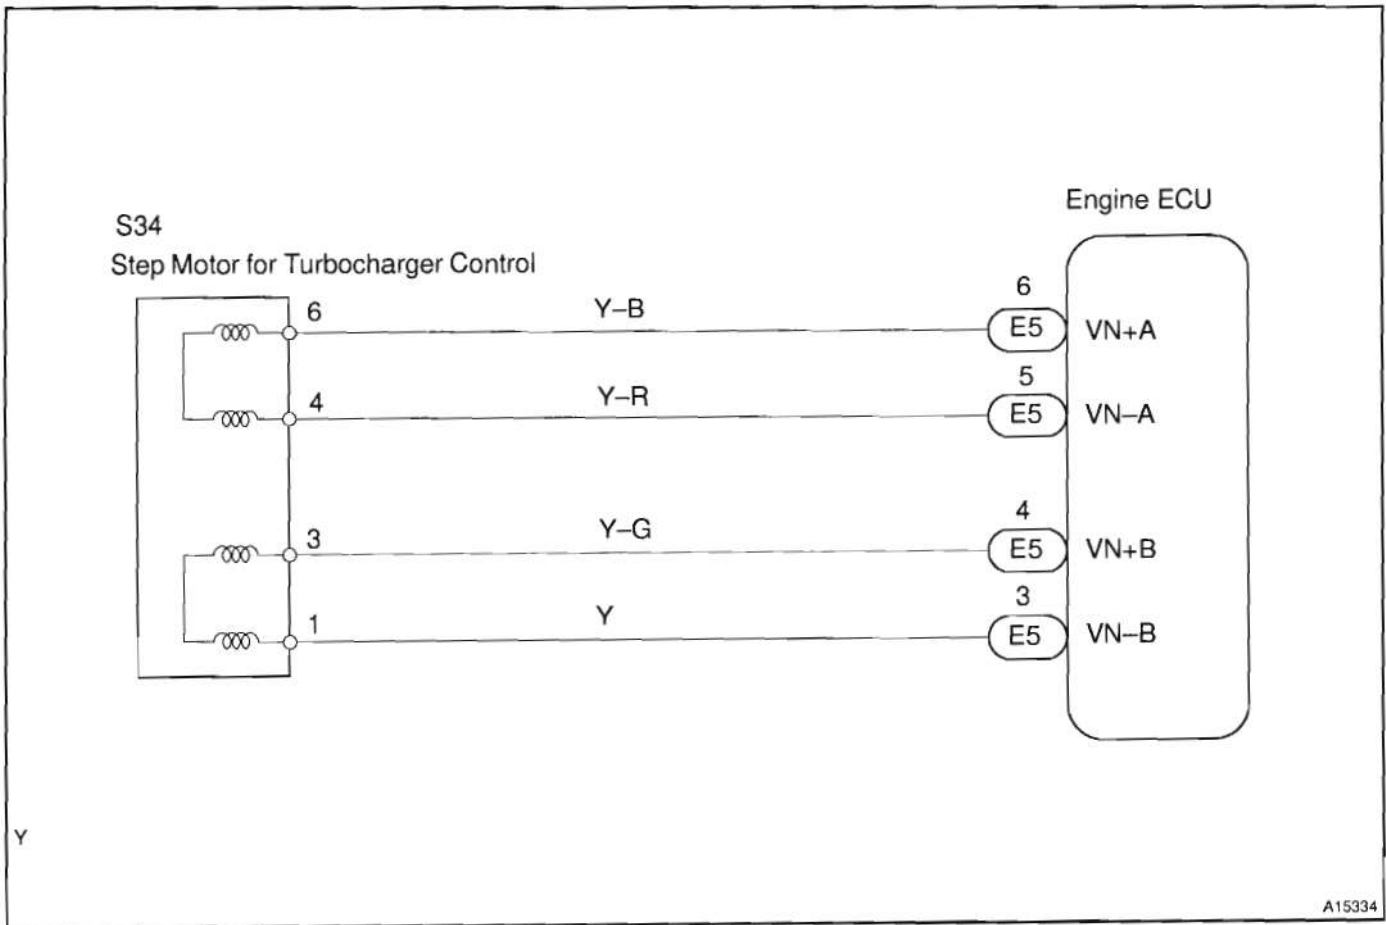 Engine ECU
S34
Step Motor for Turbocharger Control
6 Y–B 6 E5 VN+A
4 Y–R 5 E5 VN–A
3 Y–G 4 E5 VN+B
1 Y 3 E5 VN–B
Y
A15334